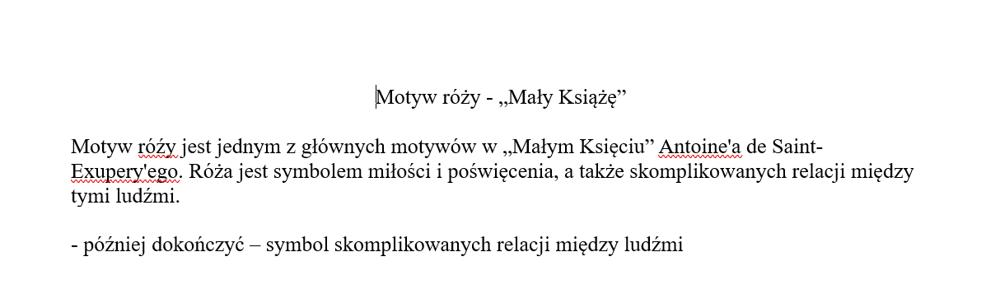 Motyw róży - „Mały Książę”
Motyw róży jest jednym z głównych motywów w „Małym Księciu” Antoine'a de Saint-
Exupery'ego. Róża jest symbolem miłości i poświęcenia, a także skomplikowanych relacji między
tymi ludźmi.
- później dokończyć – symbol skomplikowanych relacji między ludźmi